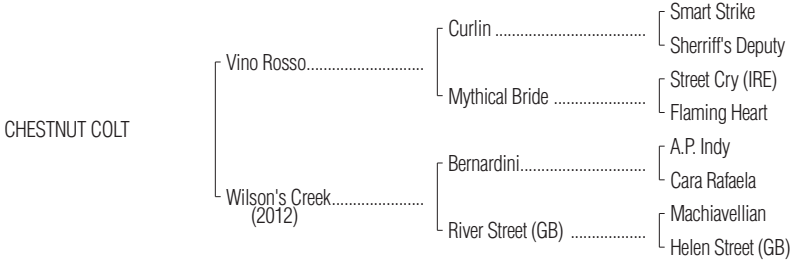 Smart Strike
Curlin ....................................
Sherriff's Deputy
Vino Rosso...........................
Street Cry (IRE)
Mythical Bride ......................
Flaming Heart
CHESTNUT COLT
A.P. Indy
Bernardini..............................
Cara Rafaela
Wilson's Creek......................
(2012)
Machiavellian
River Street (GB) ..................
Helen Street (GB)